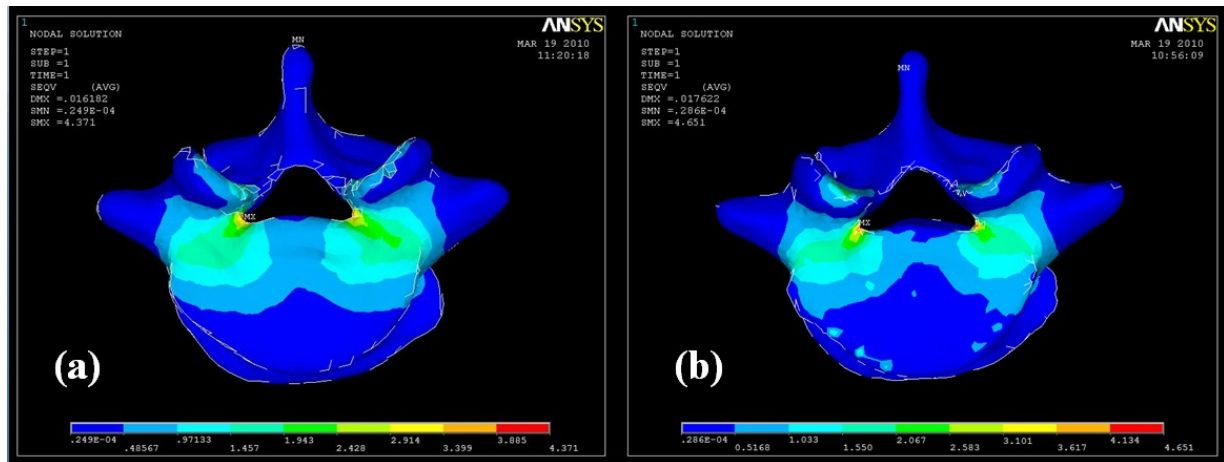 1
ANSYS
NODAL SOLUTION
MN
MAR 19 2010
11:20:18
STEP=1
SUB =1
TIME=1
SEQV     (AVG)
DMX =.016182
SMN =.249E-04
SMX =4.371
MX
(a)
.249E-04 .97133 1.943 2.914 3.885
.48567 1.457 2.428 3.399 4.371
1
ANSYS
NODAL SOLUTION
MAR 19 2010
10:56:09
STEP=1
SUB =1
TIME=1
SEQV     (AVG)
DMX =.017622
SMN =.286E-04
SMX =4.651
MN
MX
(b)
.286E-04 1.033 2.067 3.101 4.134
0.5168 1.550 2.583 3.617 4.651